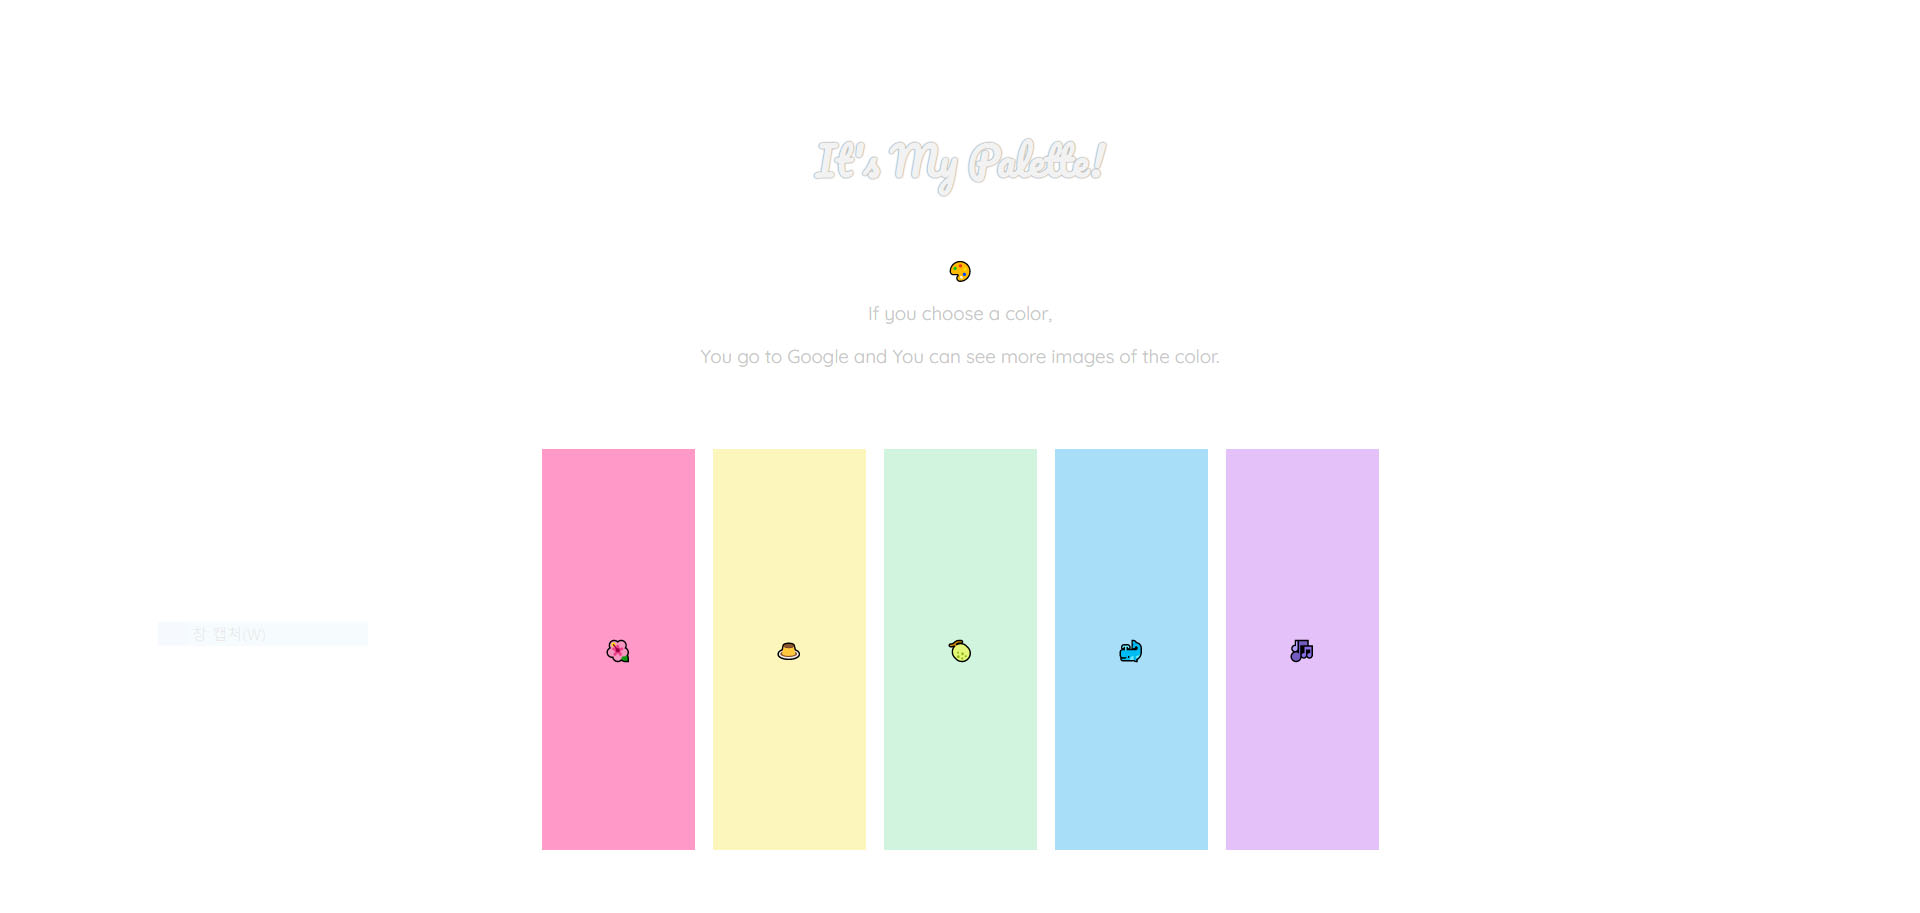 It's My Palette!
If you choose a color,
You go to Google and You can see more images of the color.
창 캡처(W)